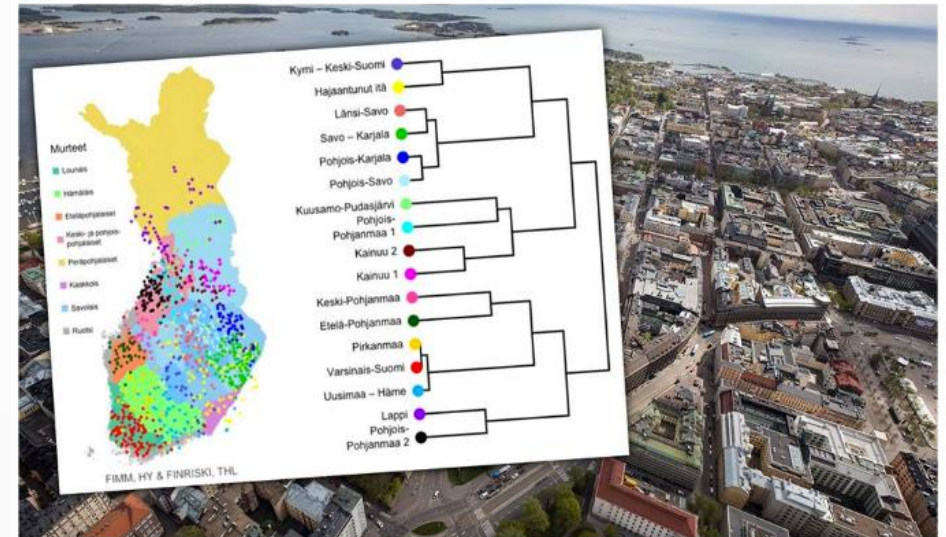 Murteet
Lounais
Hämäläis
Eteläpohjalaiset
Keski- ja pohjois-
pohjalaiset
Peräpohjalaiset
Kaakkois
Savolais
Ruotsi
FIMM, HY & FINRISKI, THL
Kymi – Keski-Suomi
Hajaantunut itä
Länsi-Savo
Savo – Karjala
Pohjois-Karjala
Pohjois-Savo
Kuusamo-Pudasjärvi
Pohjois-
Pohjanmaa 1
Kainuu 2
Kainuu 1
Keski-Pohjanmaa
Etelä-Pohjanmaa
Pirkanmaa
Varsinais-Suomi
Uusimaa – Häme
Lappi
Pohjois-
Pohjanmaa 2